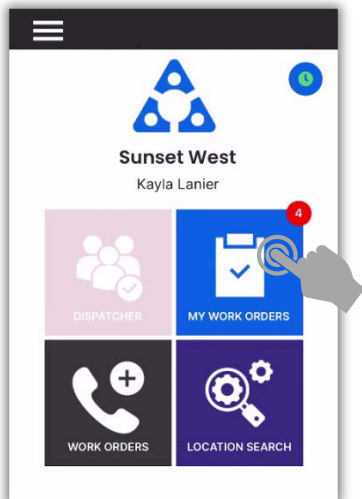 Sunset West
Kayla Lanier
4
DISPATCHER
MY WORK ORDERS
WORK ORDERS
LOCATION SEARCH